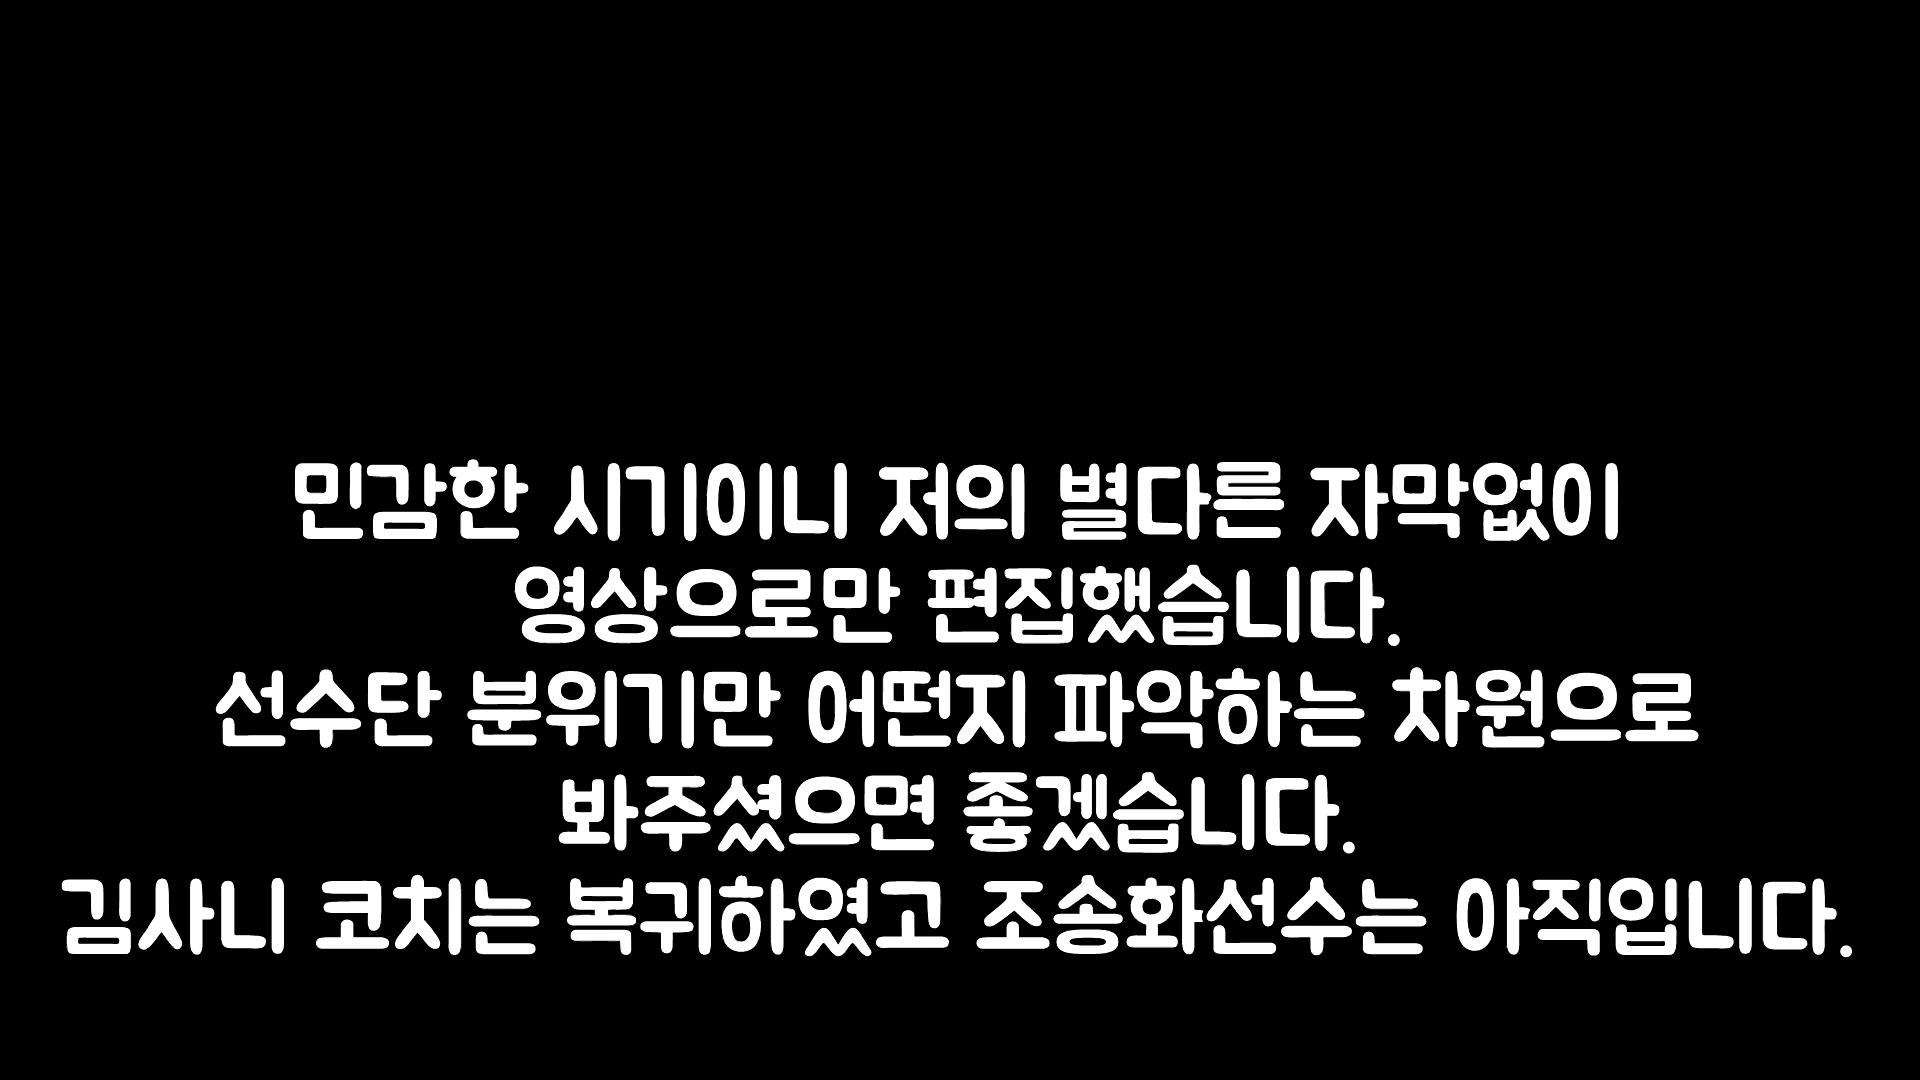 민감한 시기이니 저의 별다른 자막없이
영상으로만 편집했습니다.
선수단 분위기만 어떤지 파악하는 차원으로
봐주셨으면 좋겠습니다.
김사니 코치는 복귀하였고 조송화선수는 아직입니다.